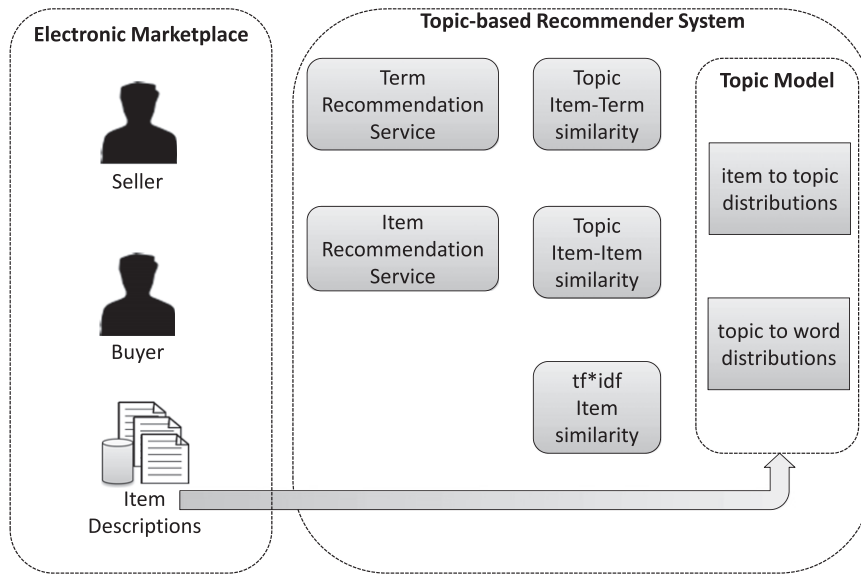 Electronic Marketplace
Seller
Buyer
Item
Descriptions
Topic-based Recommender System
Term
Recommendation
Service
Item
Recommendation
Service
Topic
Item-Term
similarity
Topic
Item-Item
similarity
tf*idf
Item
similarity
Topic Model
item to topic
distributions
topic to word
distributions